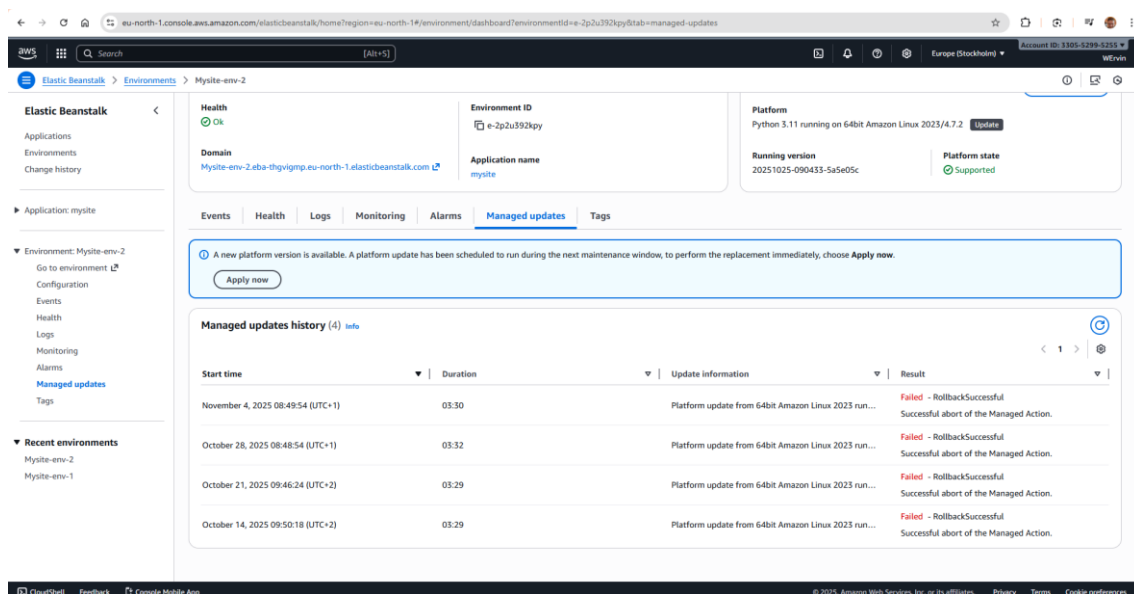 eu-north-1.console.aws.amazon.com/elasticbeanstalk/home?region=eu-north-1#/environment/dashboard?environmentId=e-2p2u392kpy&tab=managed-updates
aws
Search [Alt+S]
Europe (Stockholm)
Account ID: 3305-5299-5255
WErvin
Elastic Beanstalk > Environments > Mysite-env-2
Elastic Beanstalk
Applications
Environments
Change history
Application: mysite
Environment: Mysite-env-2
Go to environment
Configuration
Events
Health
Logs
Monitoring
Alarms
Managed updates
Tags
Recent environments
Mysite-env-2
Mysite-env-1
Health
Ok
Domain
Mysite-env-2.eba-thgvigmp.eu-north-1.elasticbeanstalk.com
Environment ID
e-2p2u392kpy
Application name
mysite
Platform
Python 3.11 running on 64bit Amazon Linux 2023/4.7.2 Update
Running version
20251025-090433-5a5e05c
Platform state
Supported
Events Health Logs Monitoring Alarms Managed updates Tags
A new platform version is available. A platform update has been scheduled to run during the next maintenance window, to perform the replacement immediately, choose Apply now.
Apply now
Managed updates history (4) Info
1
Start time Duration Update information Result
November 4, 2025 08:49:54 (UTC+1) 03:30 Platform update from 64bit Amazon Linux 2023 run... Failed - RollbackSuccessful
Successful abort of the Managed Action.
October 28, 2025 08:48:54 (UTC+1) 03:32 Platform update from 64bit Amazon Linux 2023 run... Failed - RollbackSuccessful
Successful abort of the Managed Action.
October 21, 2025 09:46:24 (UTC+2) 03:29 Platform update from 64bit Amazon Linux 2023 run... Failed - RollbackSuccessful
Successful abort of the Managed Action.
October 14, 2025 09:50:18 (UTC+2) 03:29 Platform update from 64bit Amazon Linux 2023 run... Failed - RollbackSuccessful
Successful abort of the Managed Action.
CloudShell Feedback Console Mobile App © 2025, Amazon Web Services, Inc. or its affiliates. Privacy Terms Cookie preferences